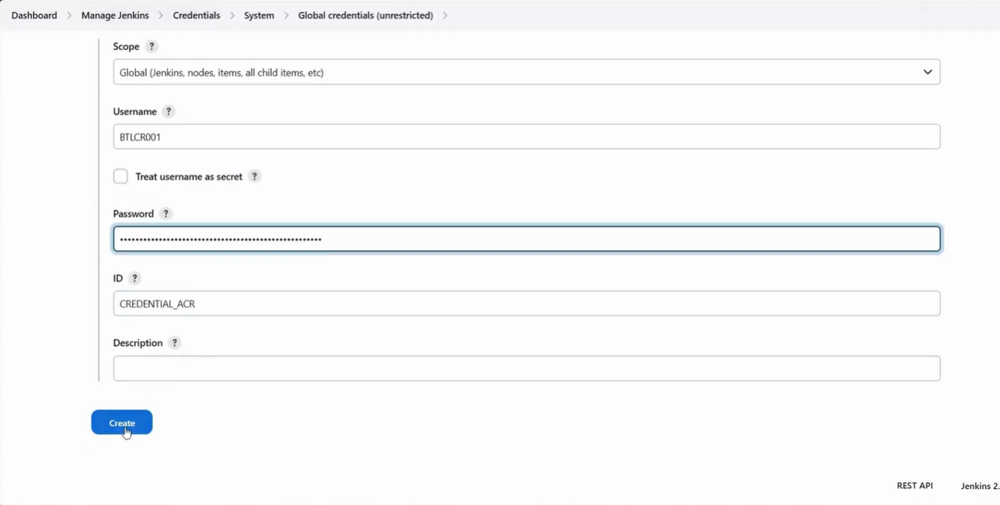 Dashboard > Manage Jenkins > Credentials > System > Global credentials (unrestricted) >
Scope ?
Global (Jenkins, nodes, items, all child items, etc)
Username ?
BTLCR001
Treat username as secret ?
Password ?
••••••••••••••••••••••••••••••••••••••••••••••••••••
ID ?
CREDENTIAL_ACR
Description ?
Create
REST API Jenkins 2.